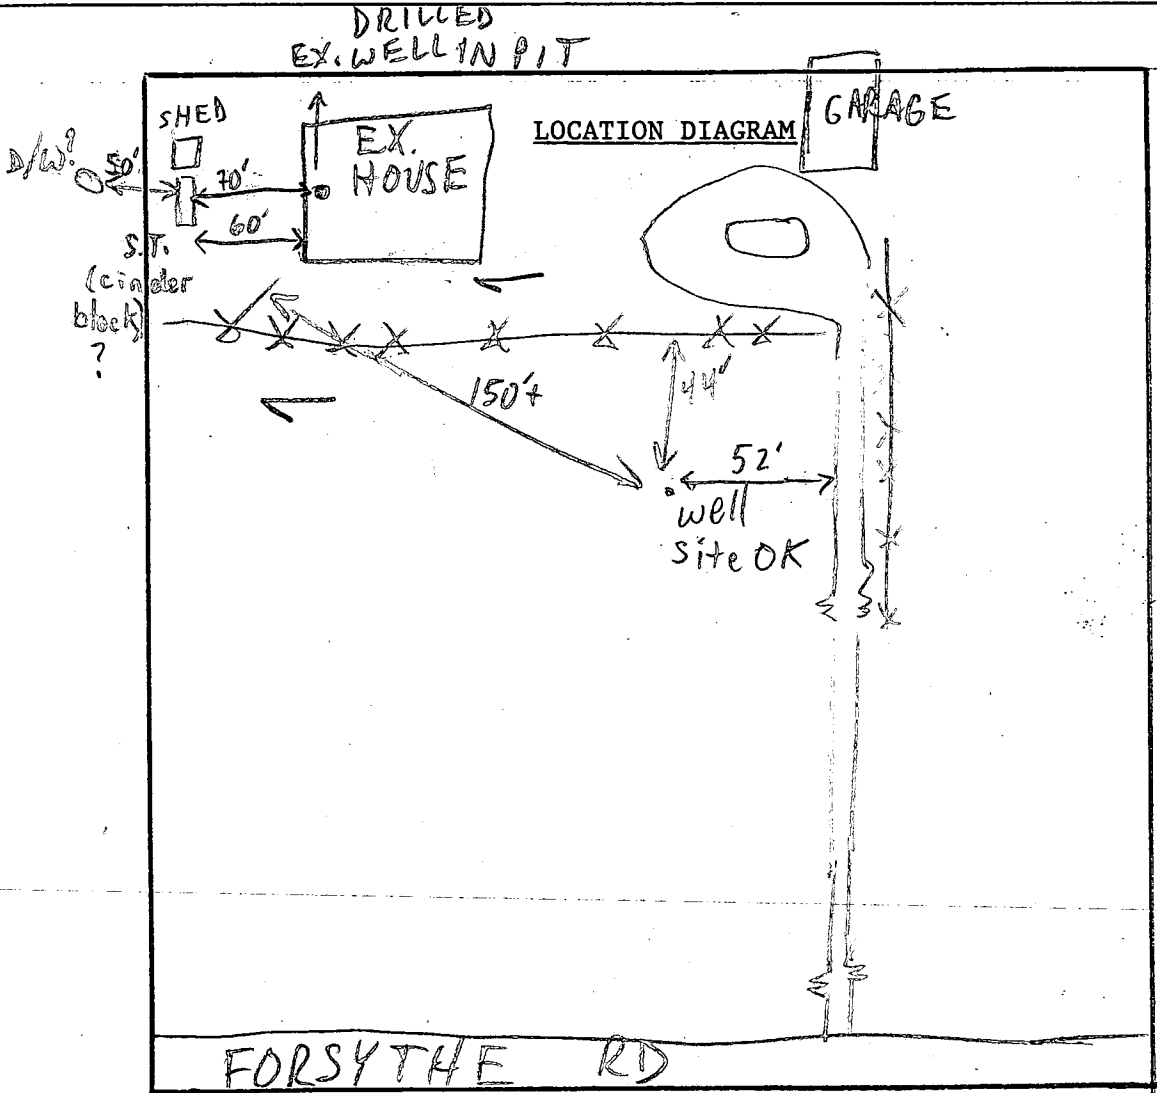 DRILLED
EX. WELL IN PIT
SHED
EX.
HOUSE
LOCATION DIAGRAM
GARAGE
D/W?
50'
70'
60'
S.T.
(cinder
block)
?
150'+
44'
52'
well
site OK
FORSYTHE RD